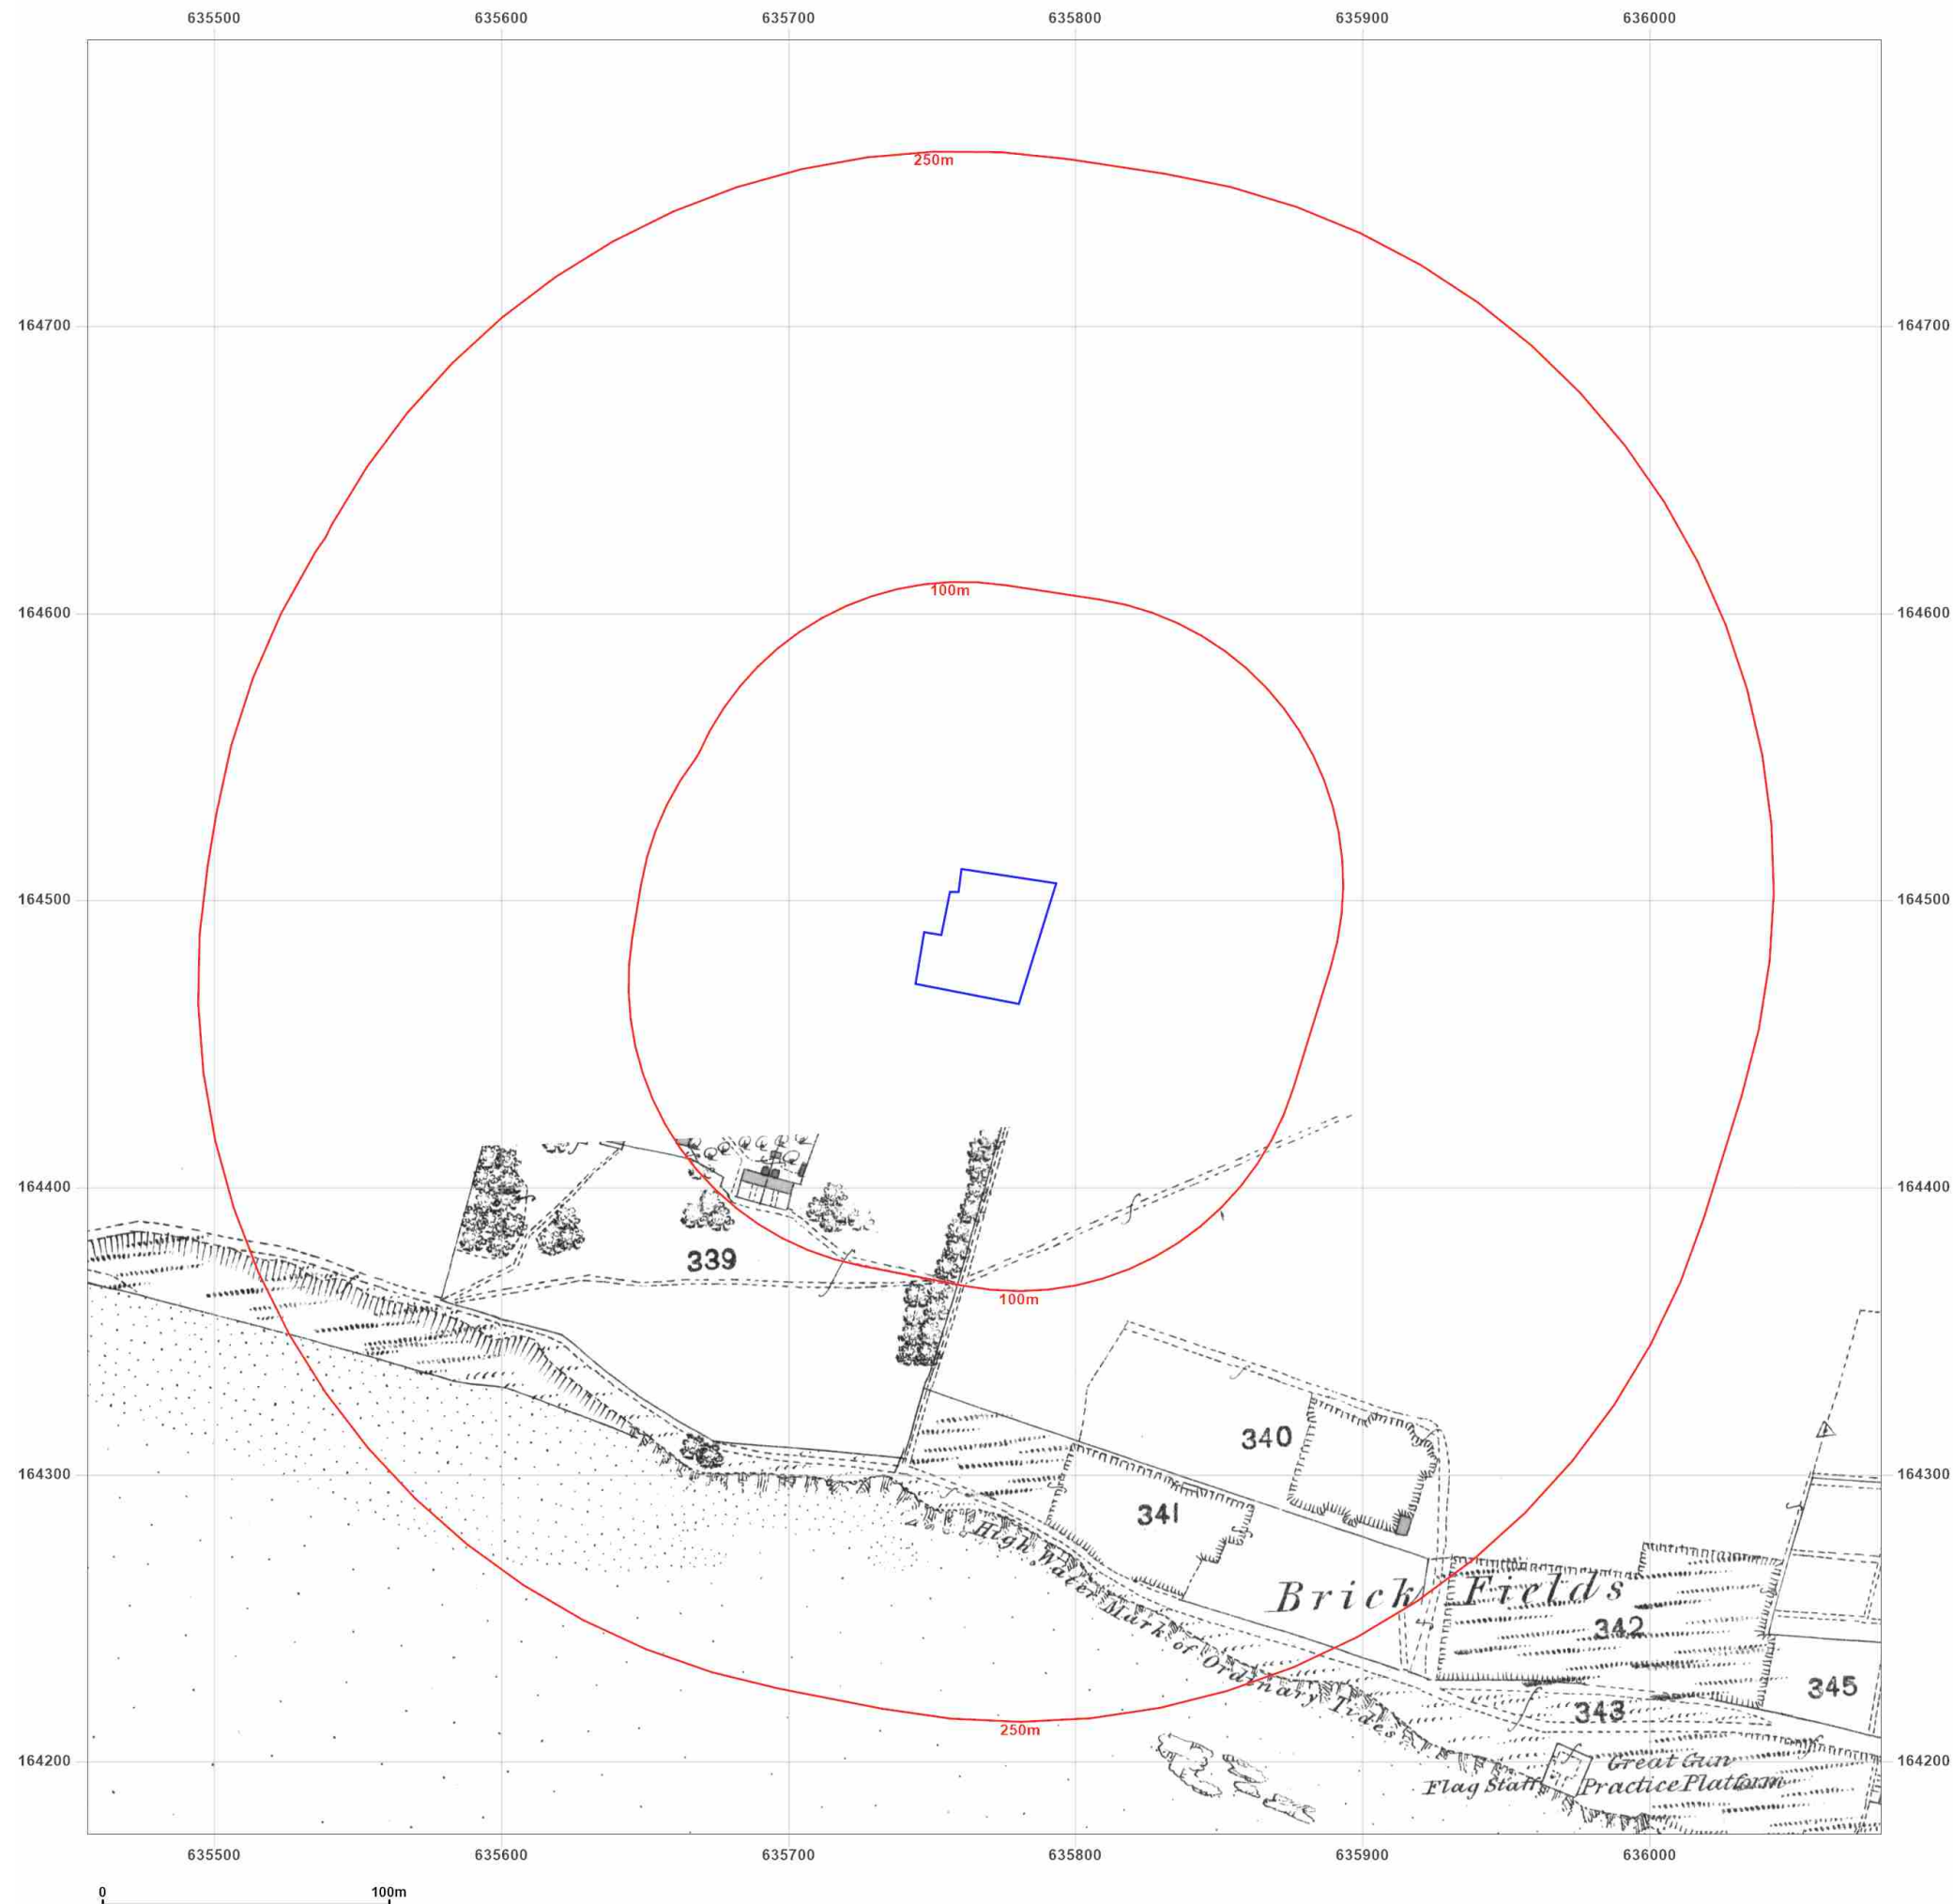 635500 635600 635700 635800 635900 636000
250m
164700 164700
100m
164600 164600
164500 164500
164400 164400
339
100m
340
164300 164300
341
High Water Mark of Ordinary Tides
Brick Fields
342
345
343
250m
164200 164200
Great Gun
Flag Staff Practice Platform
635500 635600 635700 635800 635900 636000
0 100m